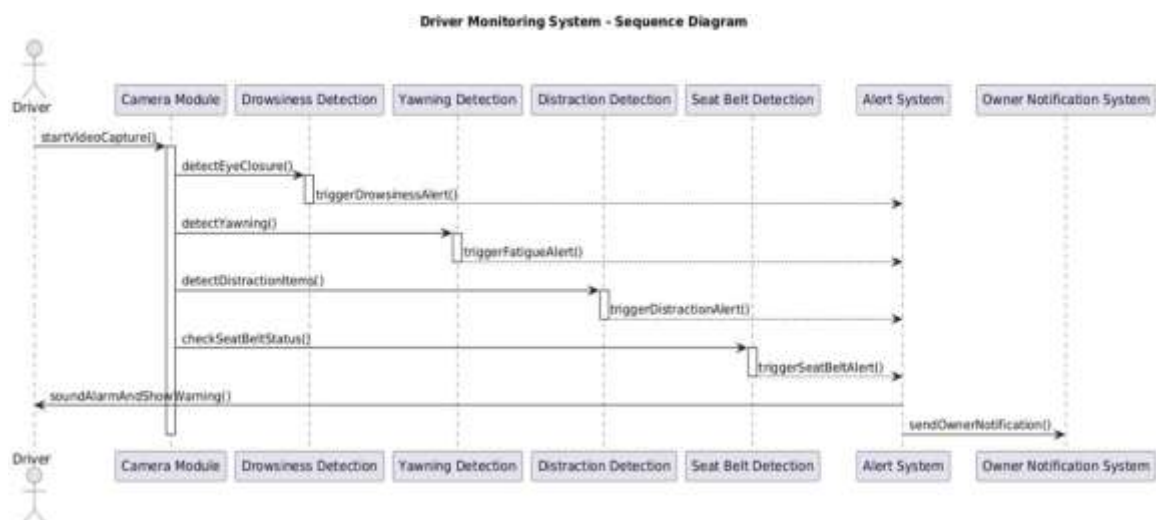 Driver Monitoring System - Sequence Diagram
Driver
Camera Module
Drowsiness Detection
Yawning Detection
Distraction Detection
Seat Belt Detection
Alert System
Owner Notification System
startVideoCapture()
detectEyeClosure()
triggerDrowsinessAlert()
detectYawning()
triggerFatigueAlert()
detectDistractionItems()
triggerDistractionAlert()
checkSeatBeltStatus()
triggerSeatBeltAlert()
soundAlarmAndShowWarning()
sendOwnerNotification()
Driver
Camera Module
Drowsiness Detection
Yawning Detection
Distraction Detection
Seat Belt Detection
Alert System
Owner Notification System